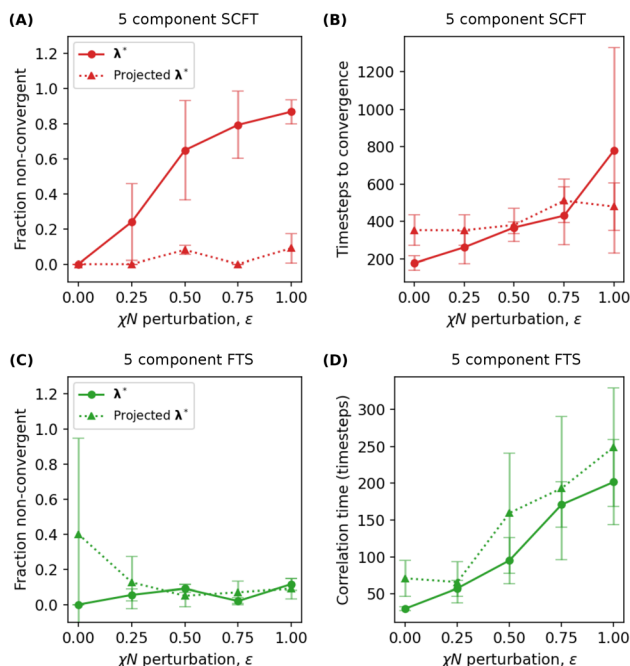 (A) 5 component SCFT
Fraction non-convergent
1.2
1.0
0.8
0.6
0.4
0.2
0.0
λ*
Projected λ*
0.00 0.25 0.50 0.75 1.00
χN perturbation, ε
(B) 5 component SCFT
Timesteps to convergence
1200
1000
800
600
400
200
0.00 0.25 0.50 0.75 1.00
χN perturbation, ε
(C) 5 component FTS
Fraction non-convergent
1.2
1.0
0.8
0.6
0.4
0.2
0.0
λ*
Projected λ*
0.00 0.25 0.50 0.75 1.00
χN perturbation, ε
(D) 5 component FTS
Correlation time (timesteps)
300
250
200
150
100
50
0.00 0.25 0.50 0.75 1.00
χN perturbation, ε